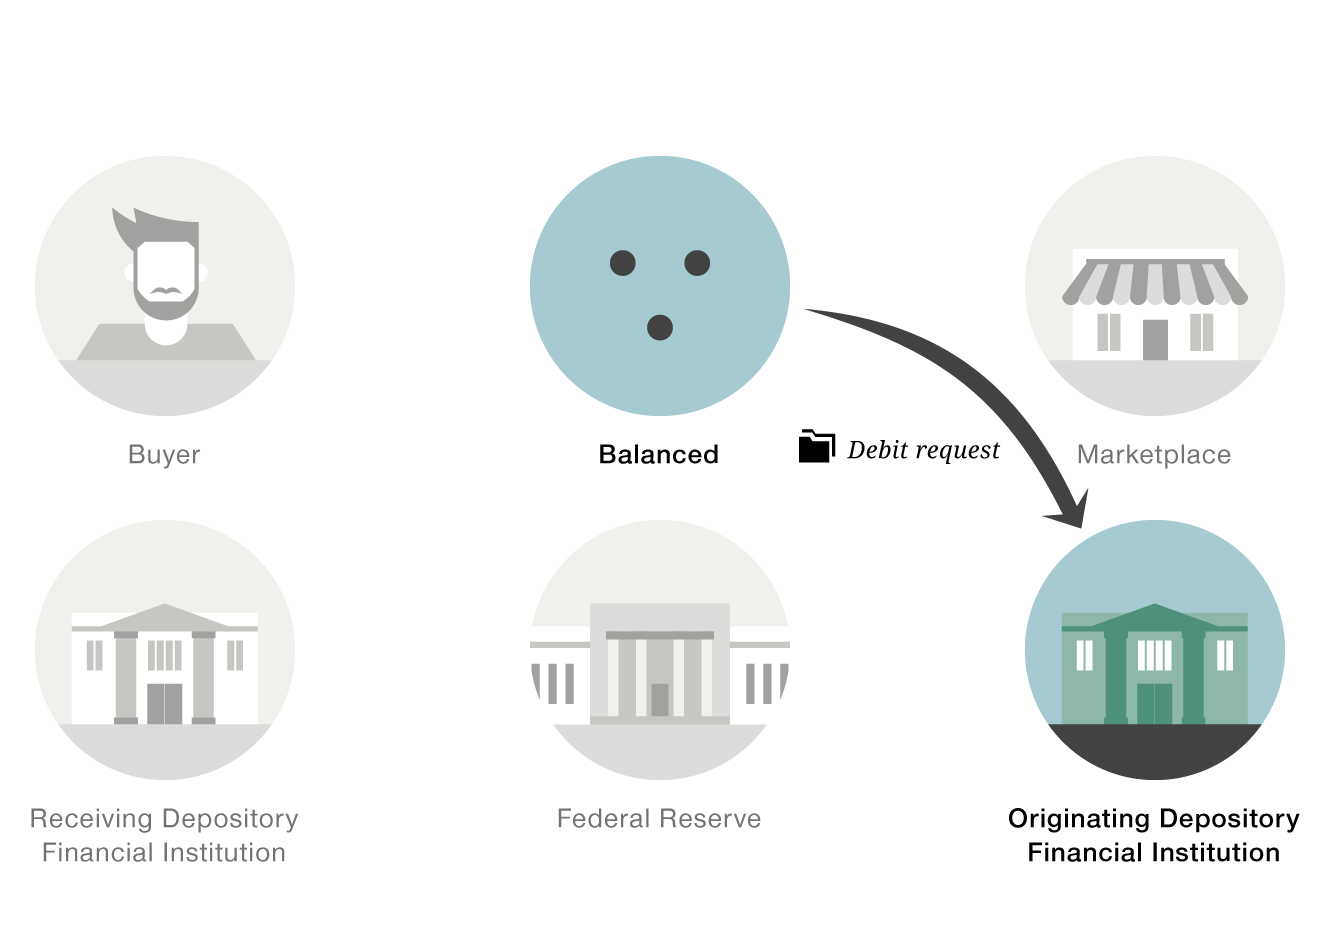 Buyer
Balanced
Debit request
Marketplace
Receiving Depository
Financial Institution
Federal Reserve
Originating Depository
Financial Institution